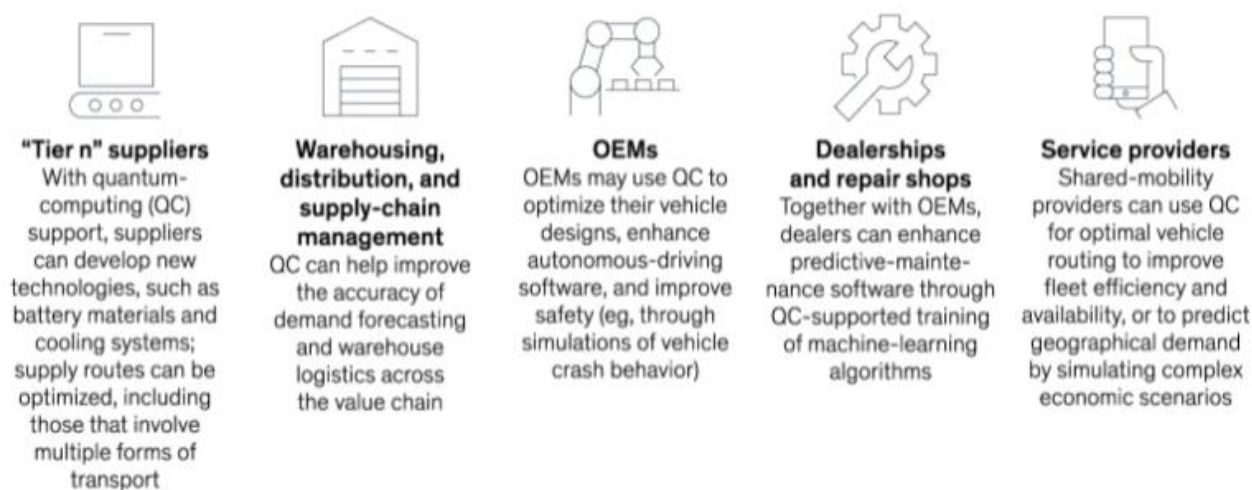 "Tier n" suppliers
With quantum-
computing (QC)
support, suppliers
can develop new
technologies, such as
battery materials and
cooling systems;
supply routes can be
optimized, including
those that involve
multiple forms of
transport
Warehousing,
distribution, and
supply-chain
management
QC can help improve
the accuracy of
demand forecasting
and warehouse
logistics across
the value chain
OEMs
OEMs may use QC to
optimize their vehicle
designs, enhance
autonomous-driving
software, and improve
safety (eg, through
simulations of vehicle
crash behavior)
Dealerships
and repair shops
Together with OEMs,
dealers can enhance
predictive-mainte-
nance software through
QC-supported training
of machine-learning
algorithms
Service providers
Shared-mobility
providers can use QC
for optimal vehicle
routing to improve
fleet efficiency and
availability, or to predict
geographical demand
by simulating complex
economic scenarios